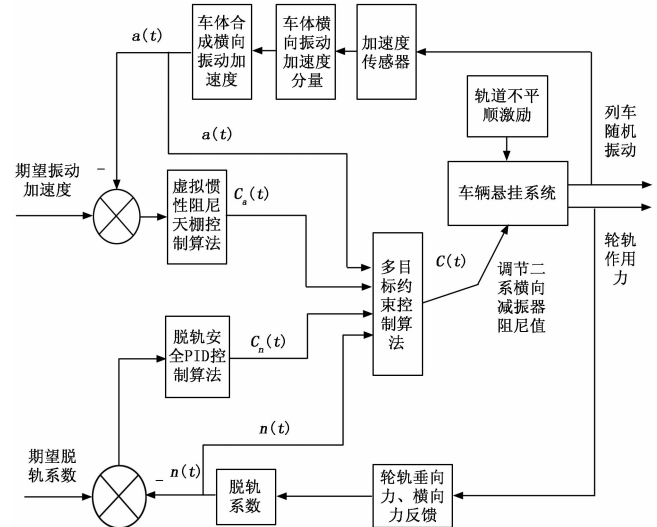 a(t)
车体合
成横向
振动加
速度
车体横
向振动
加速度
分量
加速度
传感器
轨道不平
顺激励
列车
随机
振动
a(t)
期望振动
加速度
−
虚拟惯
性阻尼
天棚控
制算法
Ca(t)
车辆悬挂系统
轮轨
作用
力
多目
标约
束控
制算
法
C(t)
调节二
系横向
减振器
阻尼值
脱轨安
全PID控
制算法
Cn(t)
n(t)
期望脱
轨系数
−
n(t)
脱轨
系数
轮轨垂向
力、横向
力反馈